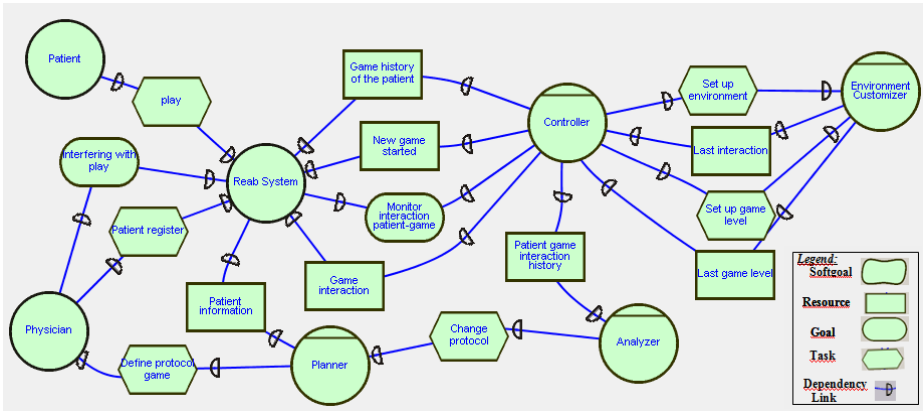 Patient
play
Interfering with
play
Patient register
Physician
Define protocol
game
Patient
information
Reab System
Game history
of the patient
New game
started
Monitor
interaction
patient-game
Game
interaction
Planner
Change
protocol
Controller
Patient game
interaction
history
Analyzer
Set up
environment
Last interaction
Set up game
level
Last game level
Environment
Customizer
Legend:
Softgoal
Resource
Goal
Task
Dependency
Link